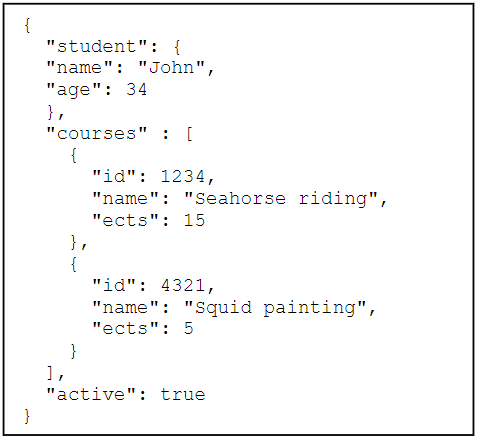 {
  "student": {
  "name": "John",
  "age": 34
  },
  "courses" : [
    {
      "id": 1234,
      "name": "Seahorse riding",
      "ects": 15
    },
    {
      "id": 4321,
      "name": "Squid painting",
      "ects": 5
    }
  ],
  "active": true
}